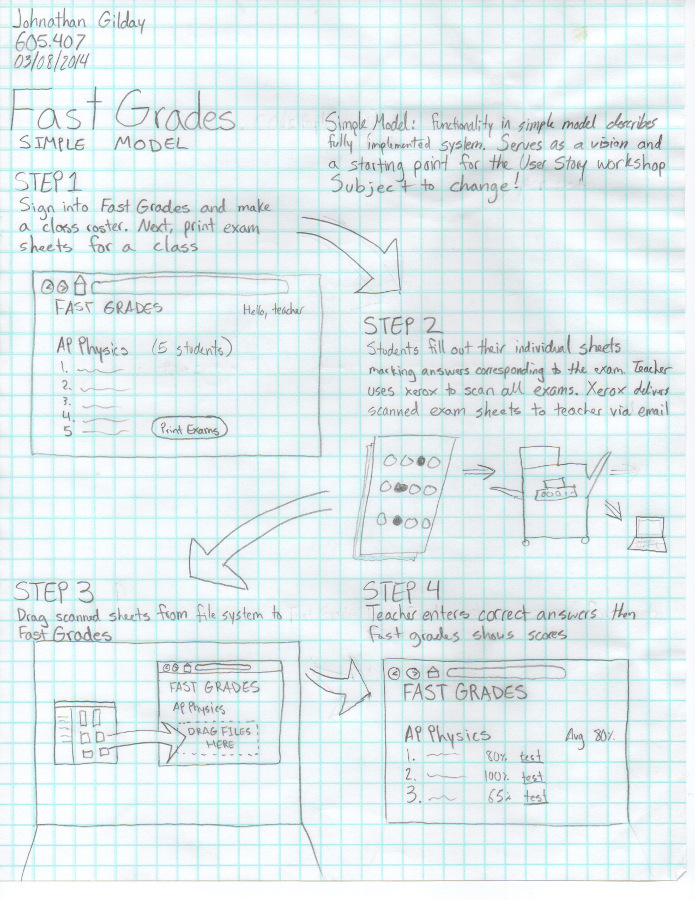 Johnathan Gilday
605.407
03/08/2014
Fast Grades
SIMPLE MODEL
Simple Model: Functionality in simple model describes
fully implemented system. Serves as a vision and
a starting point for the User Story workshop
Subject to change!
STEP 1
Sign into Fast Grades and make
a class roster. Next, print exam
sheets for a class
FAST GRADES
Hello, teacher
AP Physics (5 students)
1.
2.
3.
4.
5
Print Exams
STEP 2
Students fill out their individual sheets
marking answers corresponding to the exam. Teacher
uses xerox to scan all exams. Xerox delivers
scanned exam sheets to teacher via email
STEP 3
Drag scanned sheets from file system to
Fast Grades
FAST GRADES
AP Physics
DRAG FILES
HERE
STEP 4
Teacher enters correct answers then
fast grades shows scores
FAST GRADES
AP Physics Avg 80%
1. 80% test
2. 100% test
3. 65% test